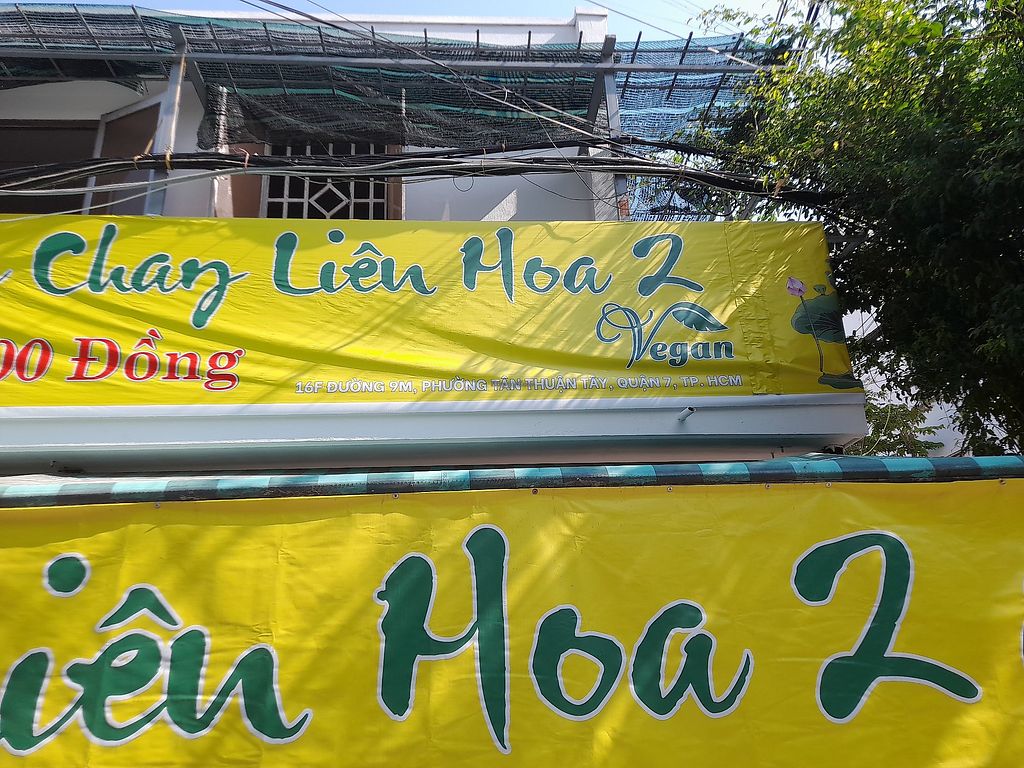 Chay Liên Hoa 2
Vegan
00 Đồng
16F ĐƯỜNG 9M, PHƯỜNG TÂN THUẬN TÂY, QUẬN 7, TP. HCM
iên Hoa 2